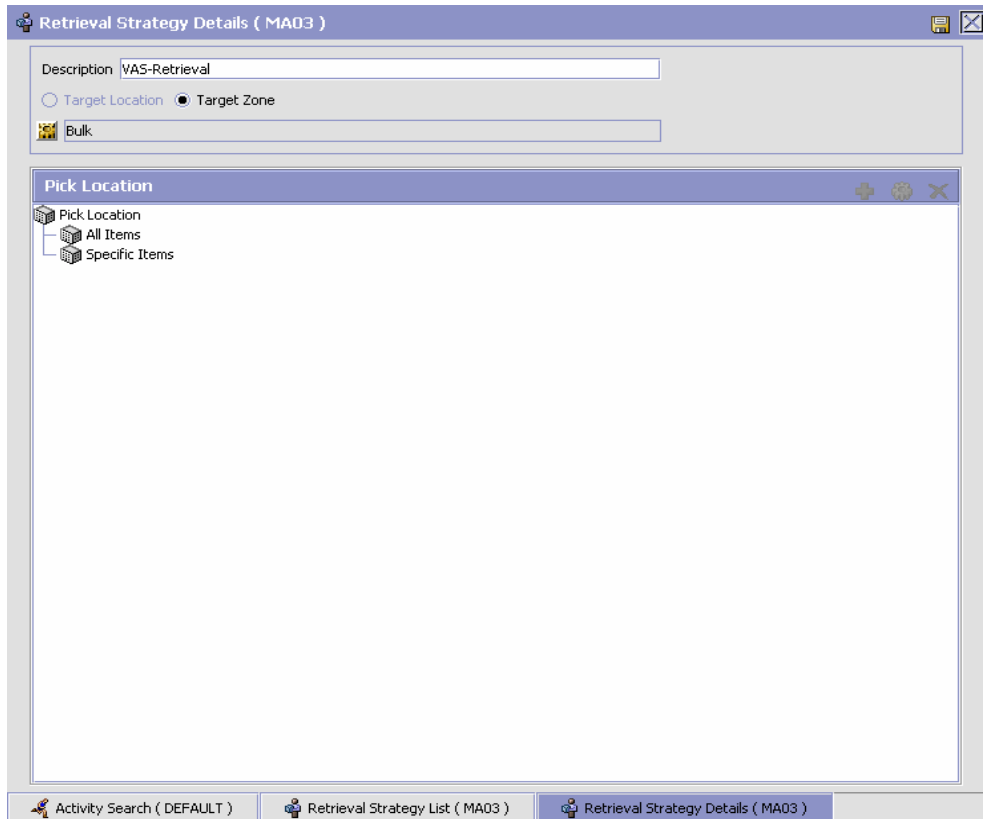 Retrieval Strategy Details ( MA03 )
Description VAS-Retrieval
Target Location Target Zone
Bulk
Pick Location
Pick Location
All Items
Specific Items
Activity Search ( DEFAULT ) Retrieval Strategy List ( MA03 ) Retrieval Strategy Details ( MA03 )